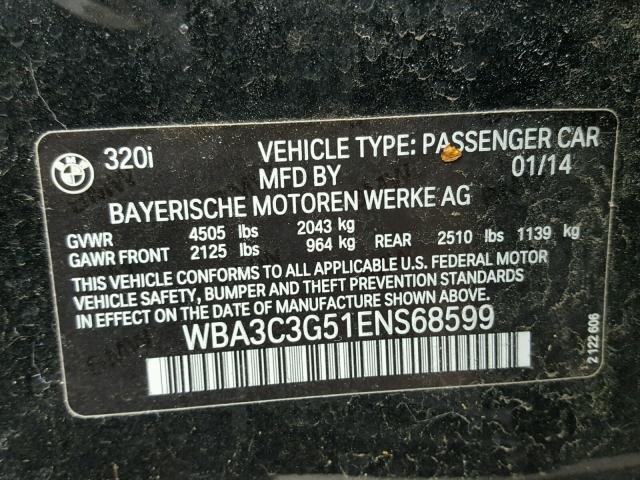 320i VEHICLE TYPE: PASSENGER CAR
MFD BY 01/14
BAYERISCHE MOTOREN WERKE AG
GVWR 4505 lbs 2043 kg
GAWR FRONT 2125 lbs 964 kg REAR 2510 lbs 1139 kg
THIS VEHICLE CONFORMS TO ALL APPLICABLE U.S. FEDERAL MOTOR
VEHICLE SAFETY, BUMPER AND THEFT PREVENTION STANDARDS
IN EFFECT ON THE DATE OF MANUFACTURE SHOWN ABOVE.
WBA3C3G51ENS68599
2 122 606